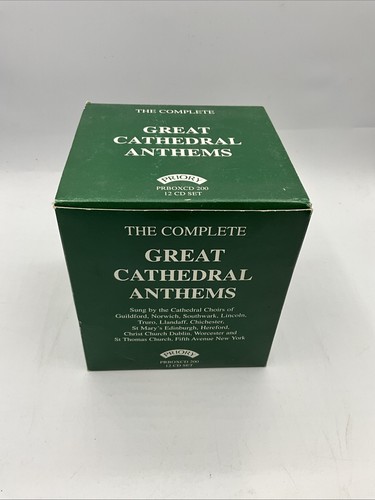 THE COMPLETE
GREAT
CATHEDRAL
ANTHEMS
PRIORY
PRBOXCD 200
12 CD SET
THE COMPLETE
GREAT
CATHEDRAL
ANTHEMS
Sung by the Cathedral Choirs of
Guildford, Norwich, Southwark, Lincoln,
Truro, Llandaff, Chichester,
St Mary's Edinburgh, Hereford,
Christ Church Dublin, Worcester and
St Thomas Church, Fifth Avenue New York
PRIORY
PRBOXCD 200
12 CD SET